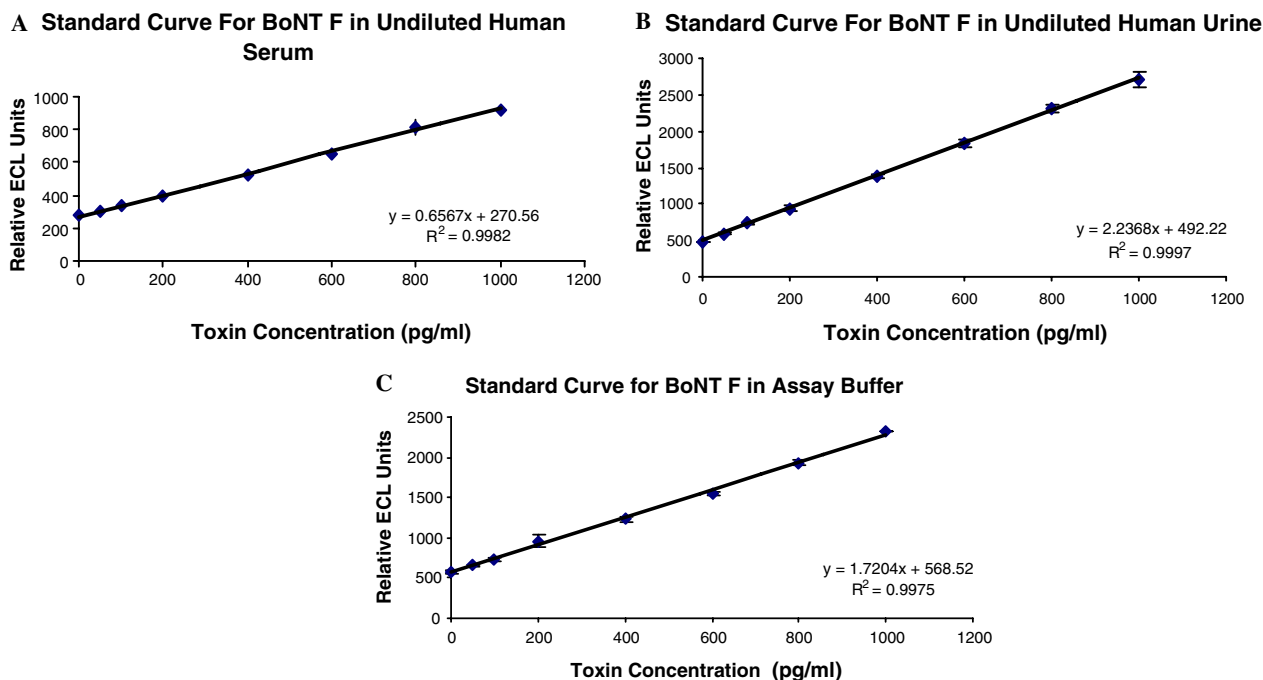 A Standard Curve For BoNT F in Undiluted Human
Serum
Relative ECL Units
1000
800
600
400
200
0
0 200 400 600 800 1000 1200
y = 0.6567x + 270.56
R² = 0.9982
Toxin Concentration (pg/ml)
B Standard Curve For BoNT F in Undiluted Human Urine
Relative ECL Units
3000
2500
2000
1500
1000
500
0
0 200 400 600 800 1000 1200
y = 2.2368x + 492.22
R² = 0.9997
Toxin Concentration (pg/ml)
C Standard Curve for BoNT F in Assay Buffer
Relative ECL Units
2500
2000
1500
1000
500
0
0 200 400 600 800 1000 1200
y = 1.7204x + 568.52
R² = 0.9975
Toxin Concentration (pg/ml)